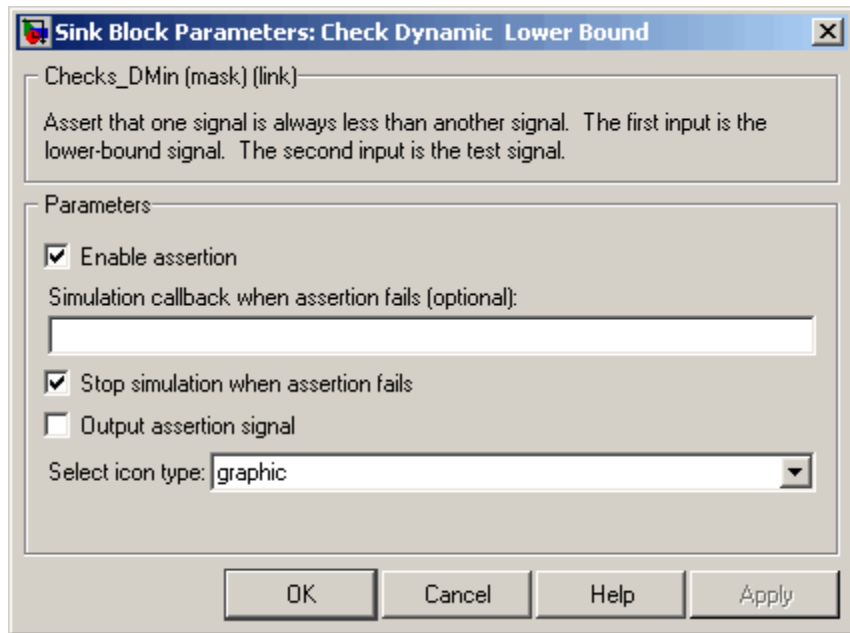 Sink Block Parameters: Check Dynamic  Lower Bound
Checks_DMin (mask) (link)
Assert that one signal is always less than another signal.  The first input is the
lower-bound signal.  The second input is the test signal.
Parameters
Enable assertion
Simulation callback when assertion fails (optional):
Stop simulation when assertion fails
Output assertion signal
Select icon type: graphic
OK Cancel Help Apply